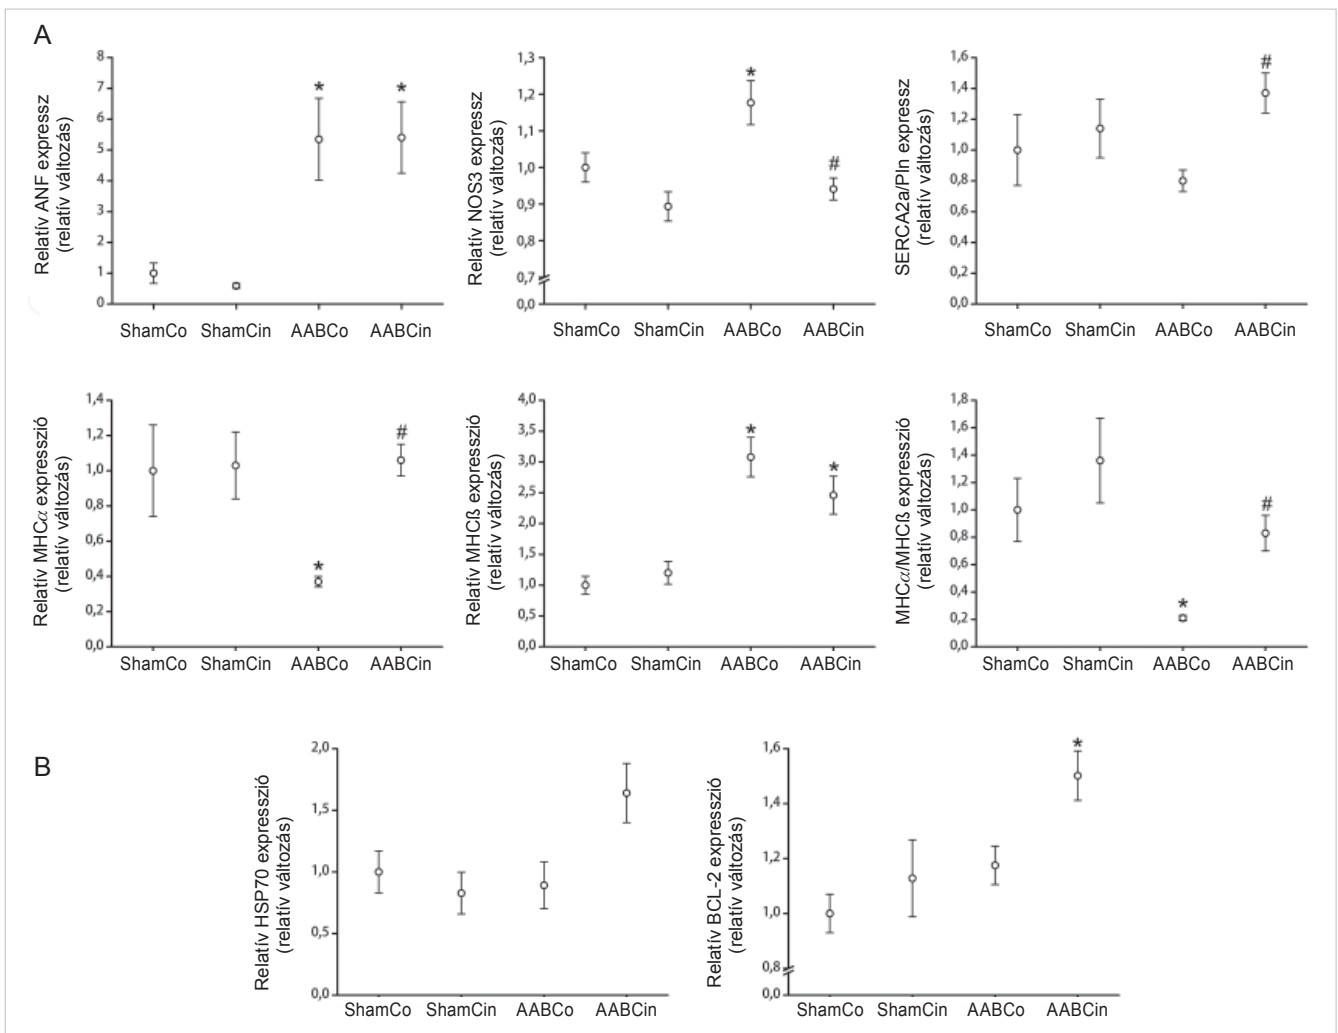 A
Relatív ANF expressz
(relatív változás)
8
7
6
5
4
3
2
1
0
*
*
ShamCo ShamCin AABCo AABCin
Relatív NOS3 expressz
(relatív változás)
1,3
1,2
1,1
1,0
0,9
0,8
0,7
0,0
*
#
ShamCo ShamCin AABCo AABCin
SERCA2a/Pln expressz
(relatív változás)
1,6
1,4
1,2
1,0
0,8
0,6
0,4
0,2
0,0
#
ShamCo ShamCin AABCo AABCin
Relatív MHCα expresszió
(relatív változás)
1,4
1,2
1,0
0,8
0,6
0,4
0,2
0,0
*
#
ShamCo ShamCin AABCo AABCin
Relatív MHCß expresszió
(relatív változás)
4,0
3,5
3,0
2,5
2,0
1,5
1,0
0,5
0,0
*
*
ShamCo ShamCin AABCo AABCin
MHCα/MHCß expresszió
(relatív változás)
1,8
1,6
1,4
1,2
1,0
0,8
0,6
0,4
0,2
0,0
*
#
ShamCo ShamCin AABCo AABCin
B
Relatív HSP70 expresszió
(relatív változás)
2,0
1,5
1,0
0,5
0,0
ShamCo ShamCin AABCo AABCin
Relatív BCL-2 expresszió
(relatív változás)
1,6
1,4
1,2
1,0
0,8
0,0
*
ShamCo ShamCin AABCo AABCin